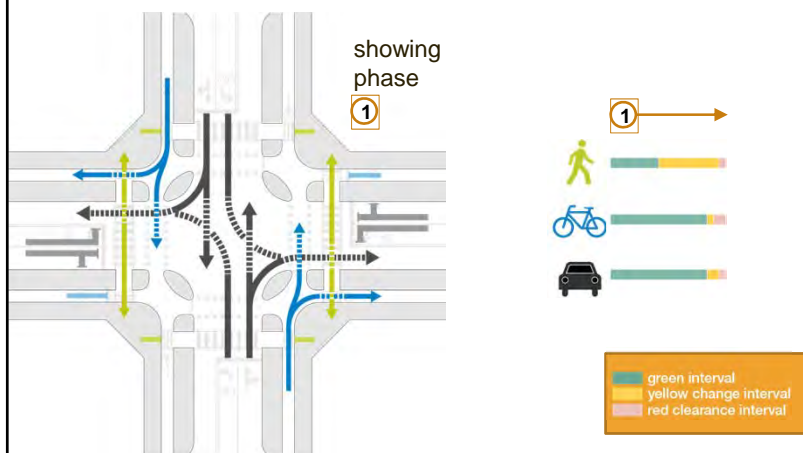 showing
phase
1
1
green interval
yellow change interval
red clearance interval